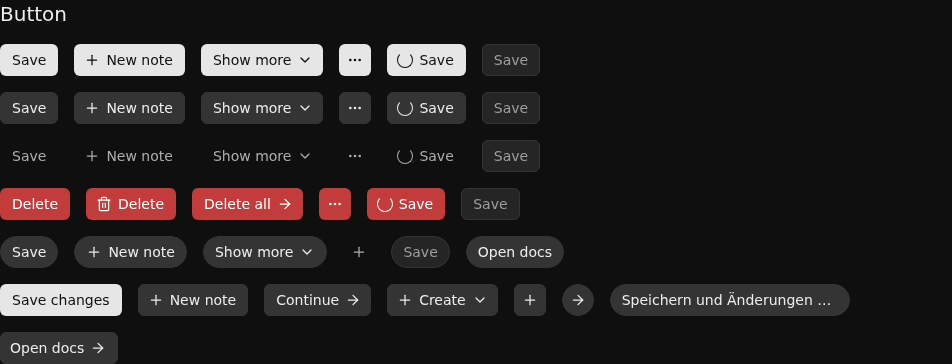 Button
Save New note Show more ... Save Save
Save New note Show more ... Save Save
Save New note Show more ... Save Save
Delete Delete Delete all ... Save Save
Save New note Show more Save Open docs
Save changes New note Continue Create Speichern und Änderungen ...
Open docs